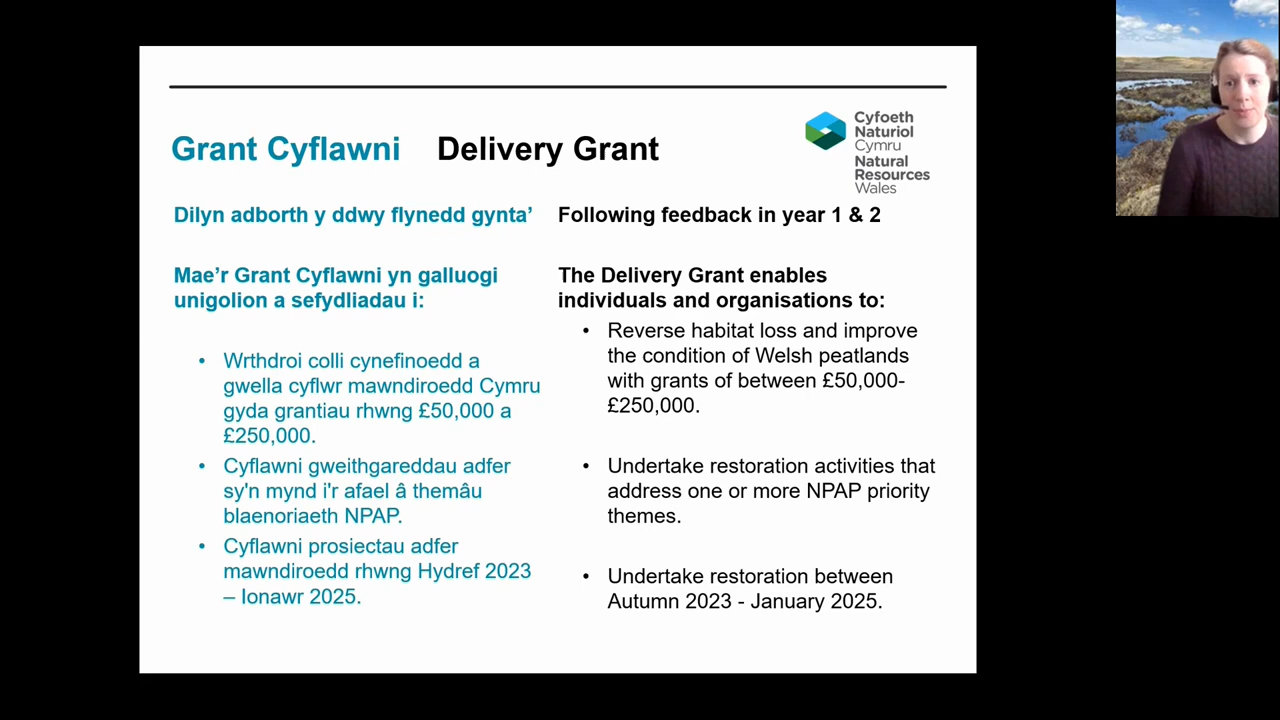 Grant Cyflawni Delivery Grant
Cyfoeth
Naturiol
Cymru
Natural
Resources
Wales
Dilyn adborth y ddwy flynedd gynta’
Mae’r Grant Cyflawni yn galluogi
unigolion a sefydliadau i:
• Wrthdroi colli cynefinoedd a
gwella cyflwr mawndiroedd Cymru
gyda grantiau rhwng £50,000 a
£250,000.
• Cyflawni gweithgareddau adfer
sy'n mynd i'r afael â themâu
blaenoriaeth NPAP.
• Cyflawni prosiectau adfer
mawndiroedd rhwng Hydref 2023
– Ionawr 2025.
Following feedback in year 1 & 2
The Delivery Grant enables
individuals and organisations to:
• Reverse habitat loss and improve
the condition of Welsh peatlands
with grants of between £50,000-
£250,000.
• Undertake restoration activities that
address one or more NPAP priority
themes.
• Undertake restoration between
Autumn 2023 - January 2025.